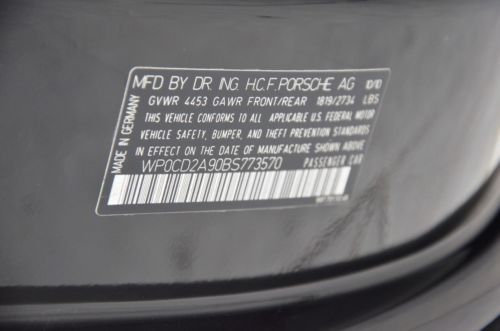 MFD BY DR. ING. H.C.F. PORSCHE AG 10/10
GVWR 4453 GAWR FRONT/REAR 1819/2734 LBS
THIS VEHICLE CONFORMS TO ALL APPLICABLE U.S. FEDERAL MOTOR
VEHICLE SAFETY, BUMPER, AND THEFT PREVENTION STANDARDS
IN EFFECT ON THE DATE OF MANUFACTURE SHOWN ABOVE.
WP0CD2A90BS773570 PASSENGER CAR
MADE IN GERMANY